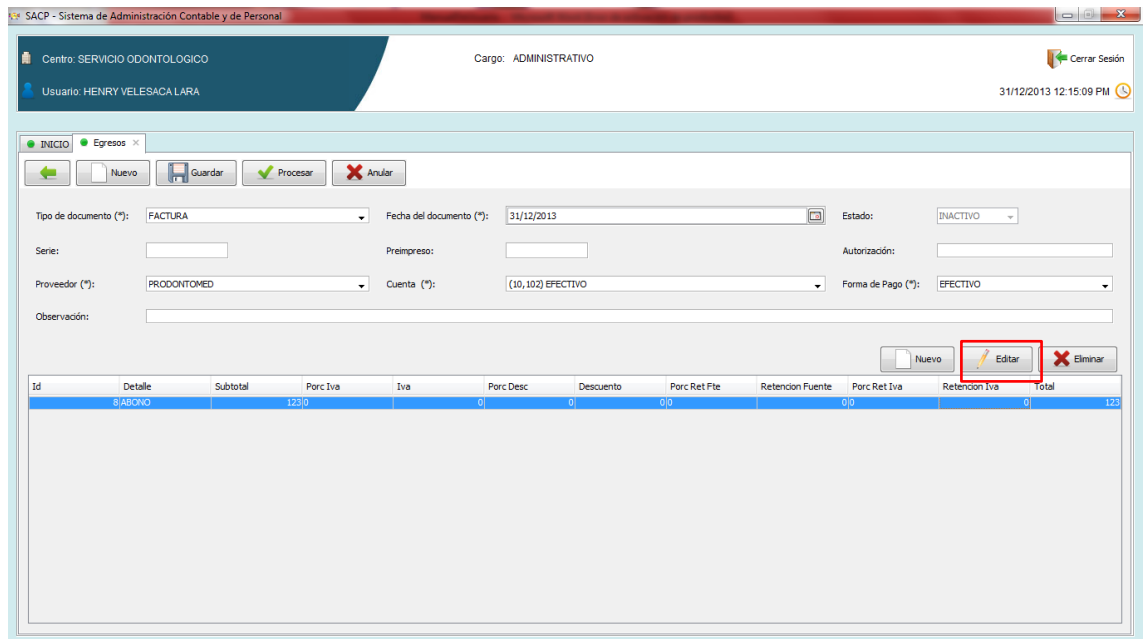 SACP - Sistema de Administración Contable y de Personal
Centro: SERVICIO ODONTOLOGICO Cargo: ADMINISTRATIVO Cerrar Sesión
Usuario: HENRY VELESACA LARA 31/12/2013 12:15:09 PM
INICIO Egresos
Nuevo Guardar Procesar Anular
Tipo de documento (*): FACTURA Fecha del documento (*): 31/12/2013 Estado: INACTIVO
Serie: Preimpreso: Autorización:
Proveedor (*): PRODONTOMED Cuenta (*): (10,102) EFECTIVO Forma de Pago (*): EFECTIVO
Observación:
Nuevo Editar Eliminar
Id Detalle Subtotal Porc Iva Iva Porc Desc Descuento Porc Ret Fte Retencion Fuente Porc Ret Iva Retencion Iva Total
8 ABONO 123 0 0 0 0 0 0 0 0 123